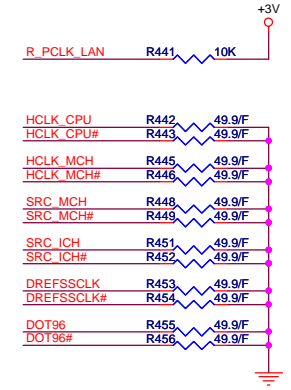 +3V
R_PCLK_LAN R441 10K
HCLK_CPU R442 49.9/F
HCLK_CPU# R443 49.9/F
HCLK_MCH R445 49.9/F
HCLK_MCH# R446 49.9/F
SRC_MCH R448 49.9/F
SRC_MCH# R449 49.9/F
SRC_ICH R451 49.9/F
SRC_ICH# R452 49.9/F
DREFSSCLK R453 49.9/F
DREFSSCLK# R454 49.9/F
DOT96 R455 49.9/F
DOT96# R456 49.9/F